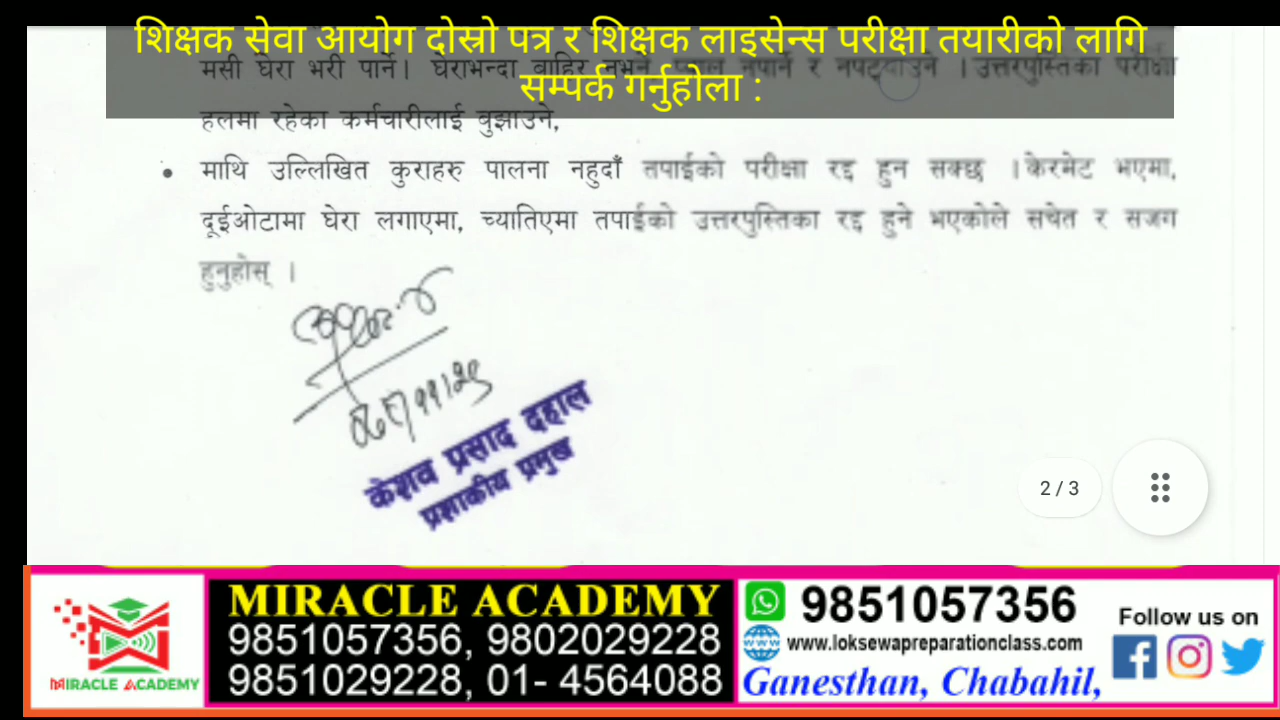 शिक्षक सेवा आयोग दोस्रो पत्र र शिक्षक लाइसेन्स परीक्षा तयारीको लागि
सम्पर्क गर्नुहोला :
मसी घेरा भरी पार्ने। घेराभन्दा बाहिर र उत्तरपुस्तिका परीक्षा
हलमा रहेका कर्मचारीलाई बुझाउने,
• माथि उल्लिखित कुराहरु पालना नहुदाँ तपाईको परीक्षा रद्द हुन सक्छ ।केरमेट भएमा,
दूईओटामा घेरा लगाएमा, च्यातिएमा तपाईको उत्तरपुस्तिका रद्द हुने भएकोले सचेत र सजग
हुनुहोस् ।
केशव प्रसाद दहाल
प्रशाकीय प्रमुख
2 / 3
MIRACLE ACADEMY
MIRACLE ACADEMY
9851057356, 9802029228
9851029228, 01- 4564088
9851057356
www.loksewapreparationclass.com
Ganesthan, Chabahil,
Follow us on